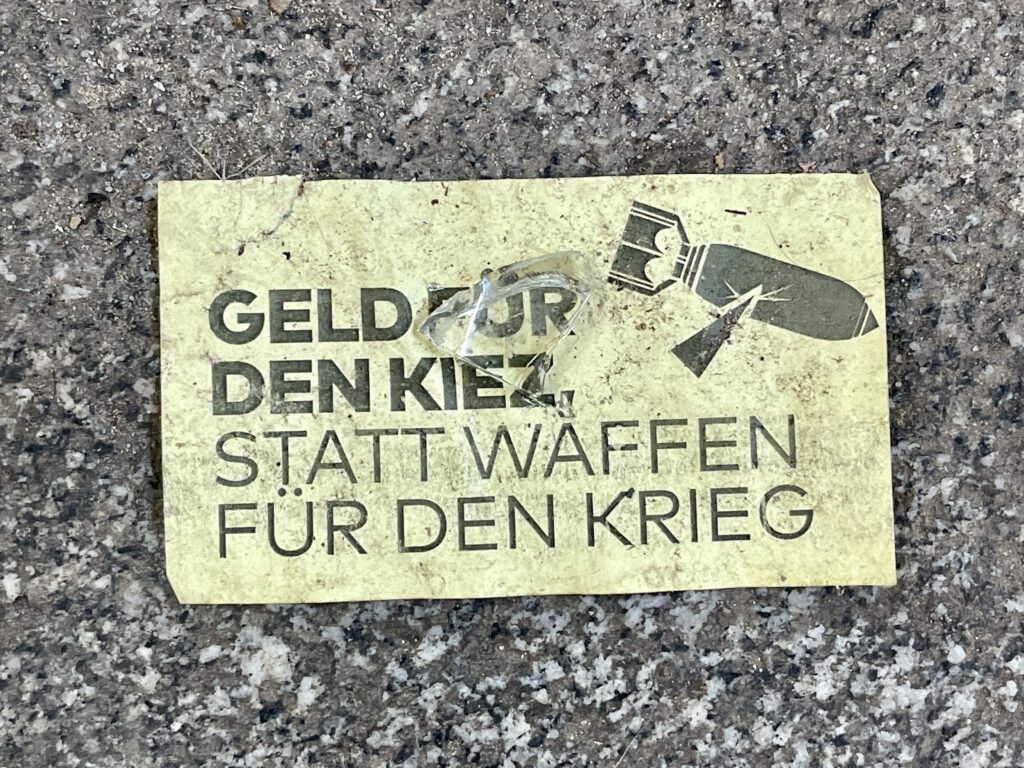 GELD FÜR
DEN KIEZ,
STATT WAFFEN
FÜR DEN KRIEG